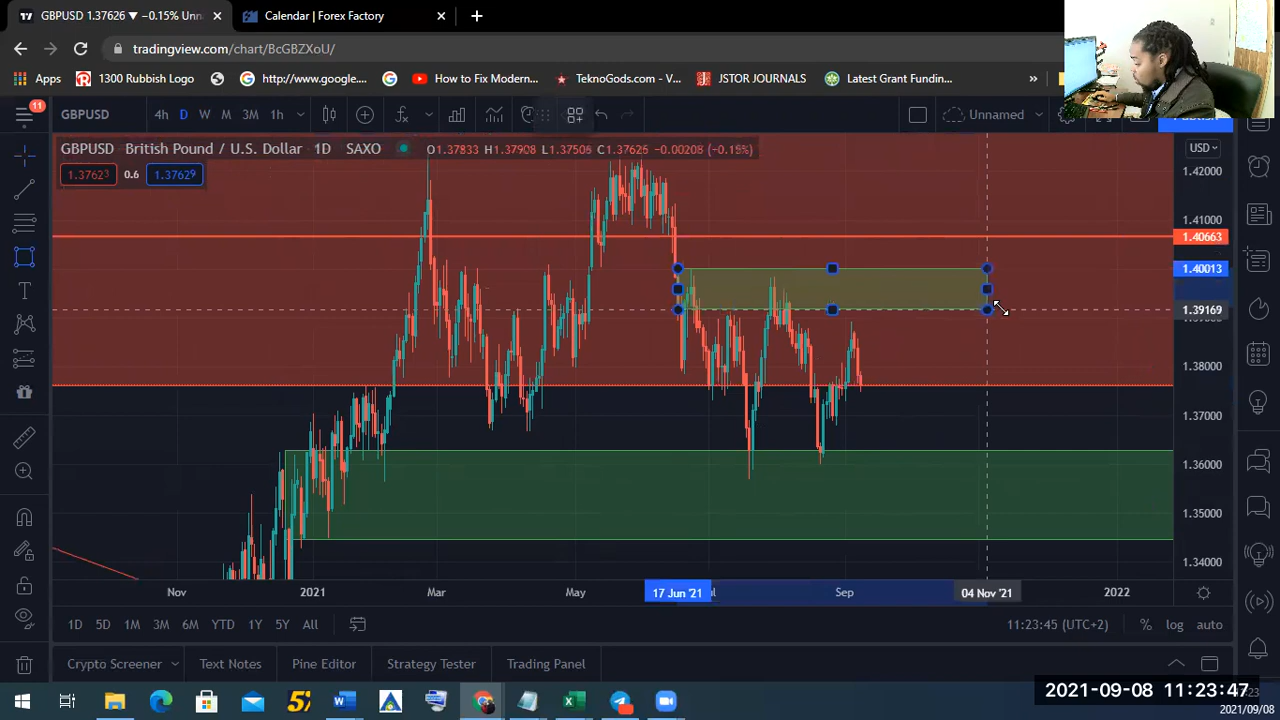 GBPUSD 1.37626 ▼ −0.15% Unn
Calendar | Forex Factory
tradingview.com/chart/BcGBZXoU/
Apps
1300 Rubbish Logo
http://www.google....
How to Fix Modern...
TeknoGods.com - V...
JSTOR JOURNALS
Latest Grant Fundin...
»
11
GBPUSD
4h D W M 3M 1h
Unnamed
Publish
GBPUSD British Pound / U.S. Dollar 1D SAXO
O1.37833 H1.37908 L1.37506 C1.37626 −0.00208 (−0.15%)
USD
1.37623 0.6 1.37629
1.42000
1.41000
1.40663
1.40013
1.39169
1.38000
1.37000
1.36000
1.35000
1.34000
Nov 2021 Mar May 17 Jun '21 Sep 04 Nov '21 2022
1D 5D 1M 3M 6M YTD 1Y 5Y All
11:23:45 (UTC+2) % log auto
Crypto Screener Text Notes Pine Editor Strategy Tester Trading Panel
2021-09-08 11:23:47
2021/09/08